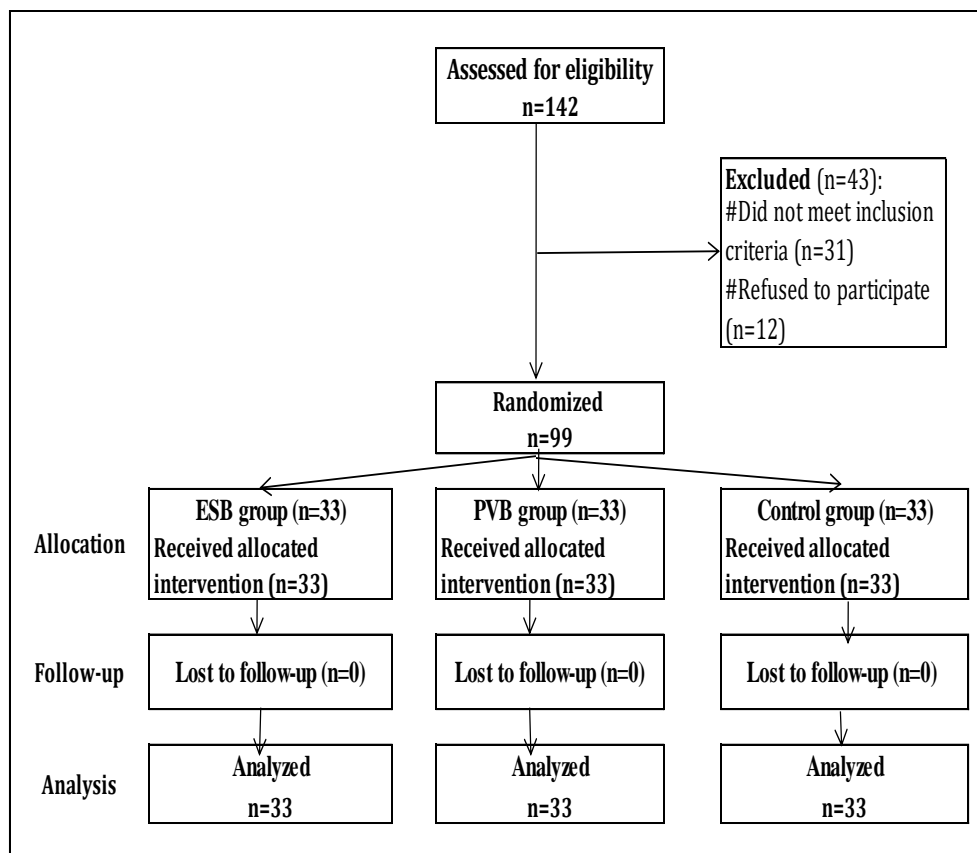 Assessed for eligibility
n=142
Excluded (n=43):
#Did not meet inclusion
criteria (n=31)
#Refused to participate
(n=12)
Randomized
n=99
Allocation
ESB group (n=33)
Received allocated
intervention (n=33)
PVB group (n=33)
Received allocated
intervention (n=33)
Control group (n=33)
Received allocated
intervention (n=33)
Follow-up
Lost to follow-up (n=0)
Lost to follow-up (n=0)
Lost to follow-up (n=0)
Analysis
Analyzed
n=33
Analyzed
n=33
Analyzed
n=33